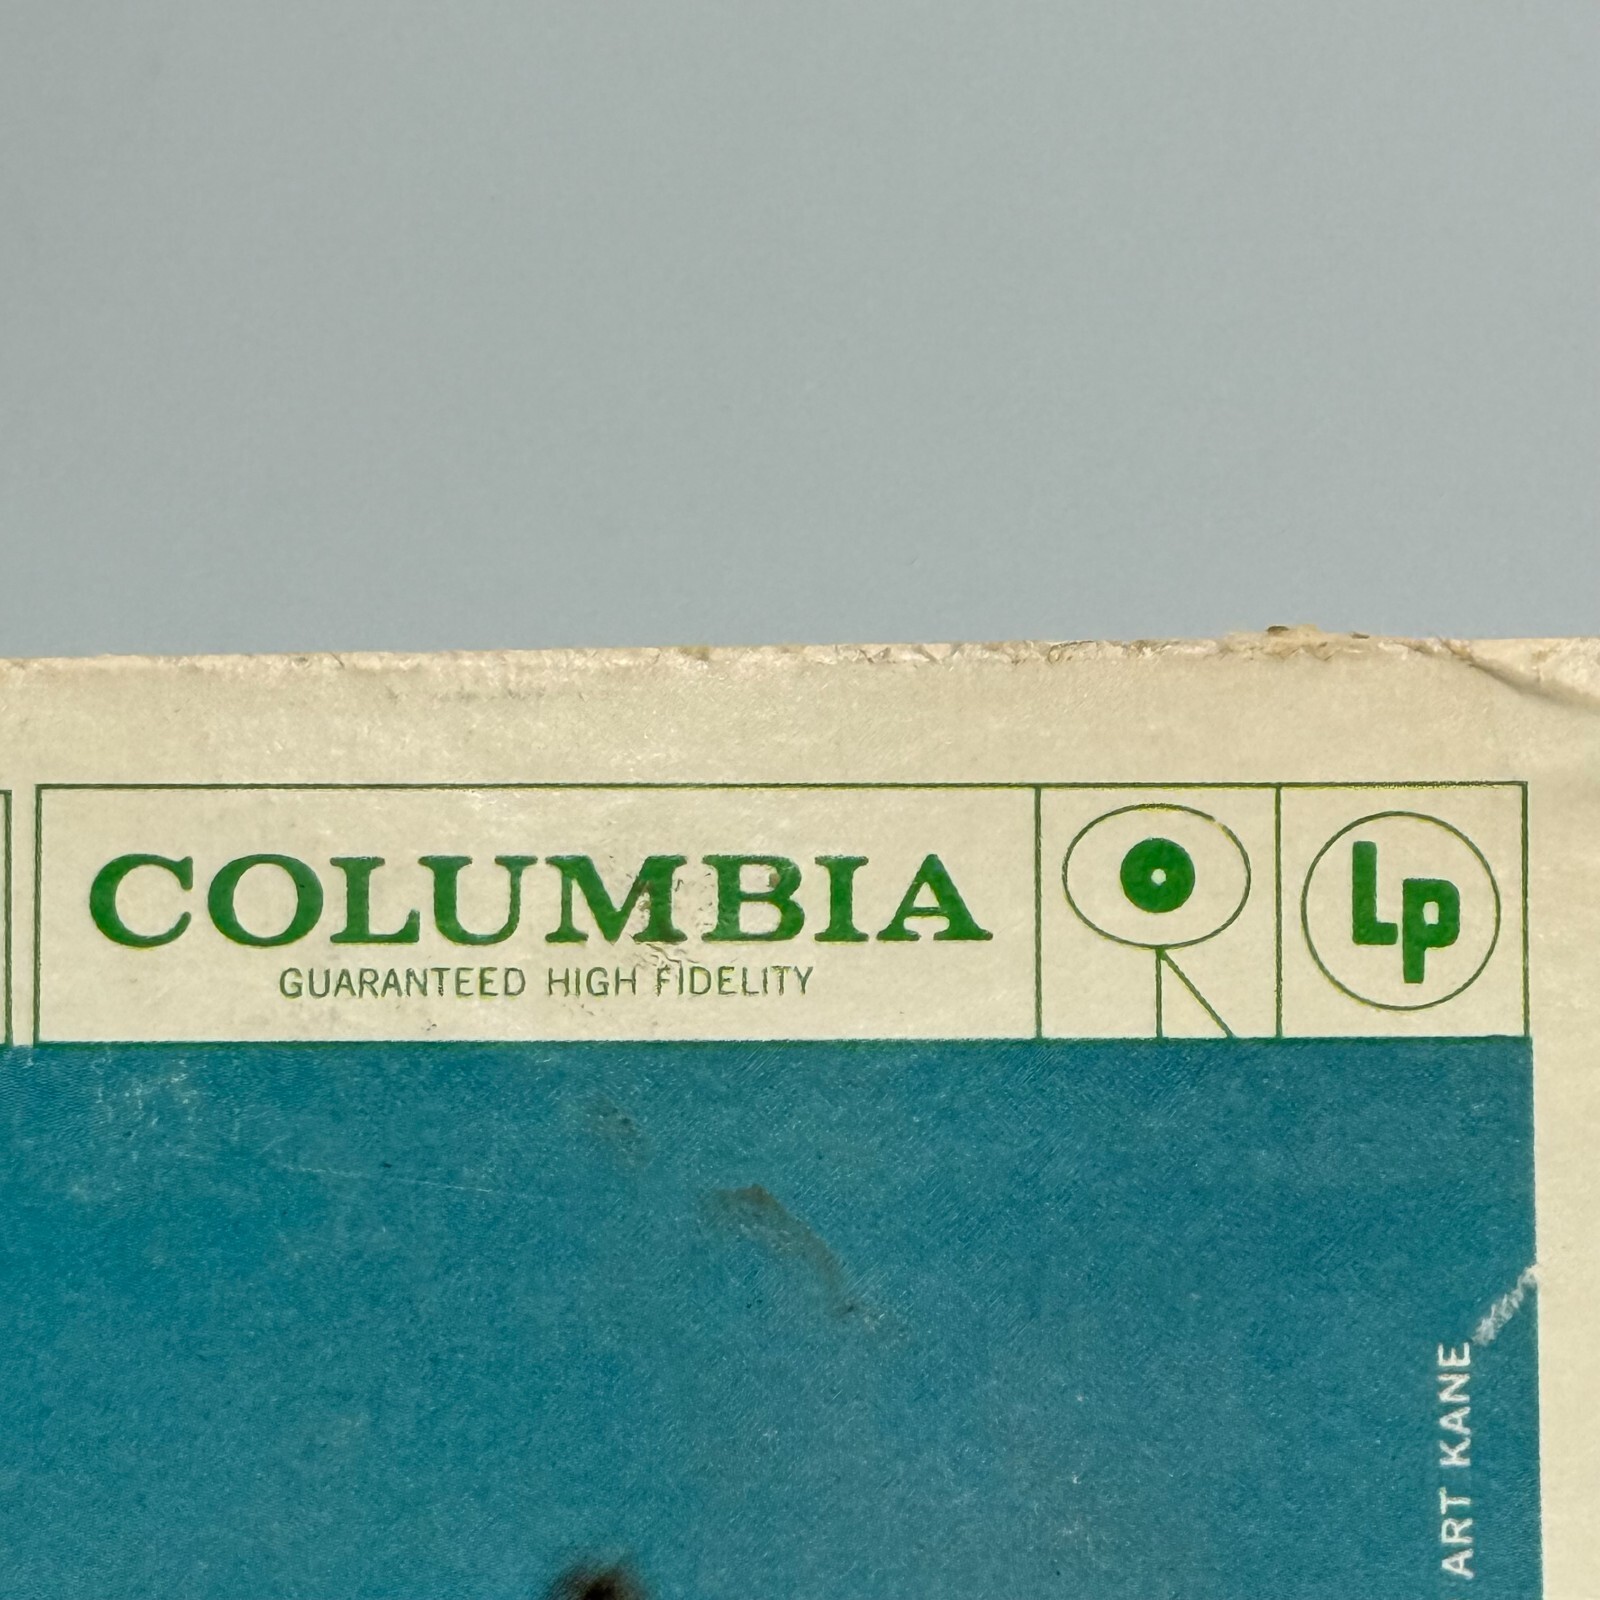 COLUMBIA
GUARANTEED HIGH FIDELITY
Lp
ART KANE